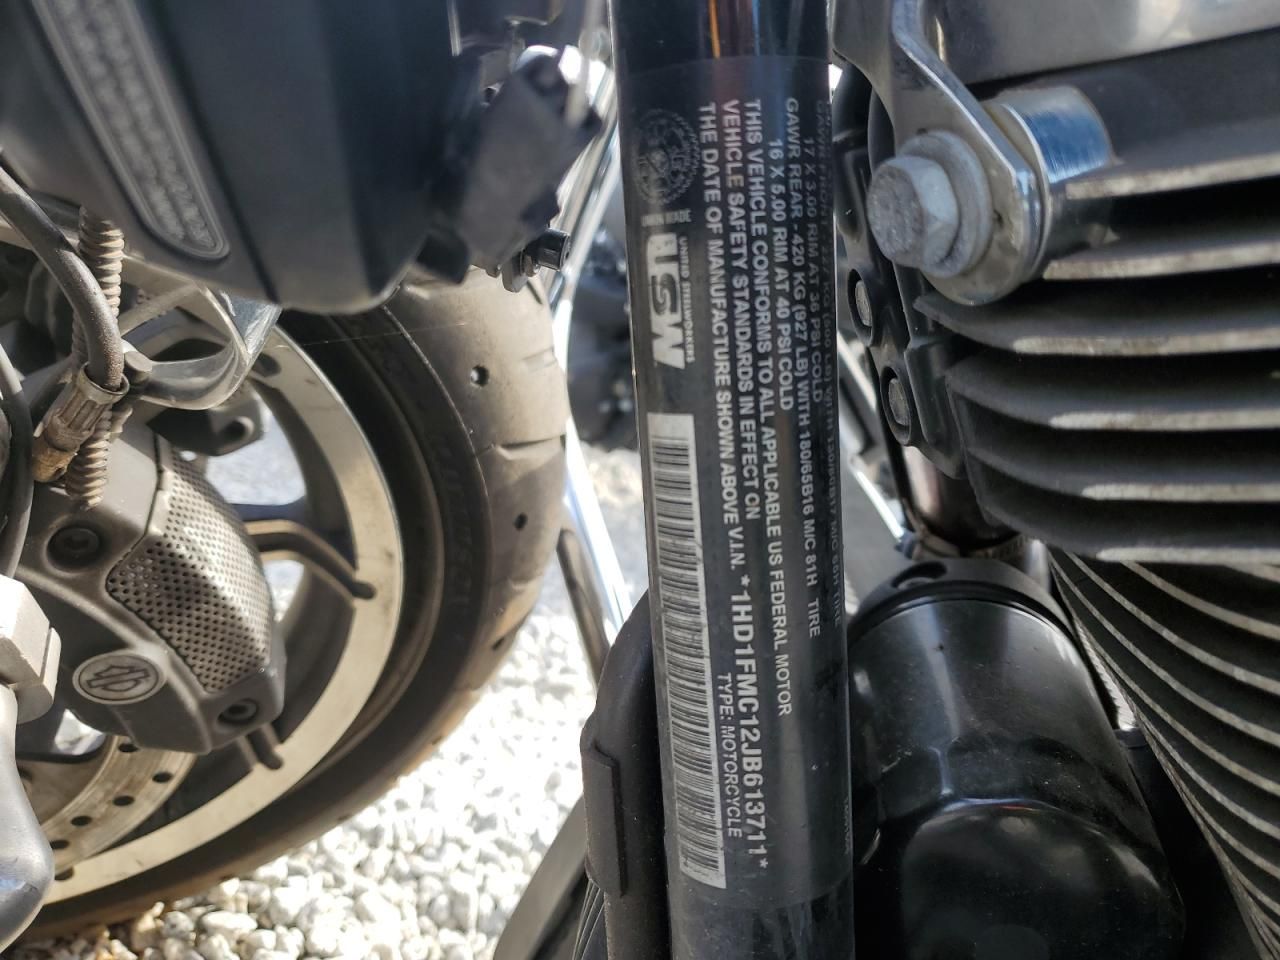 17 X 3.00 RIM AT 36 PSI COLD
GAWR REAR - 420 KG (927 LB) WITH 180/65B16 M/C 81H TIRE
16 X 5.00 RIM AT 40 PSI COLD
THIS VEHICLE CONFORMS TO ALL APPLICABLE US FEDERAL MOTOR
VEHICLE SAFETY STANDARDS IN EFFECT ON
THE DATE OF MANUFACTURE SHOWN ABOVE V.I.N. *1HD1FMC12JB613711*
TYPE: MOTORCYCLE
UNION MADE
USW
UNITED STEELWORKERS